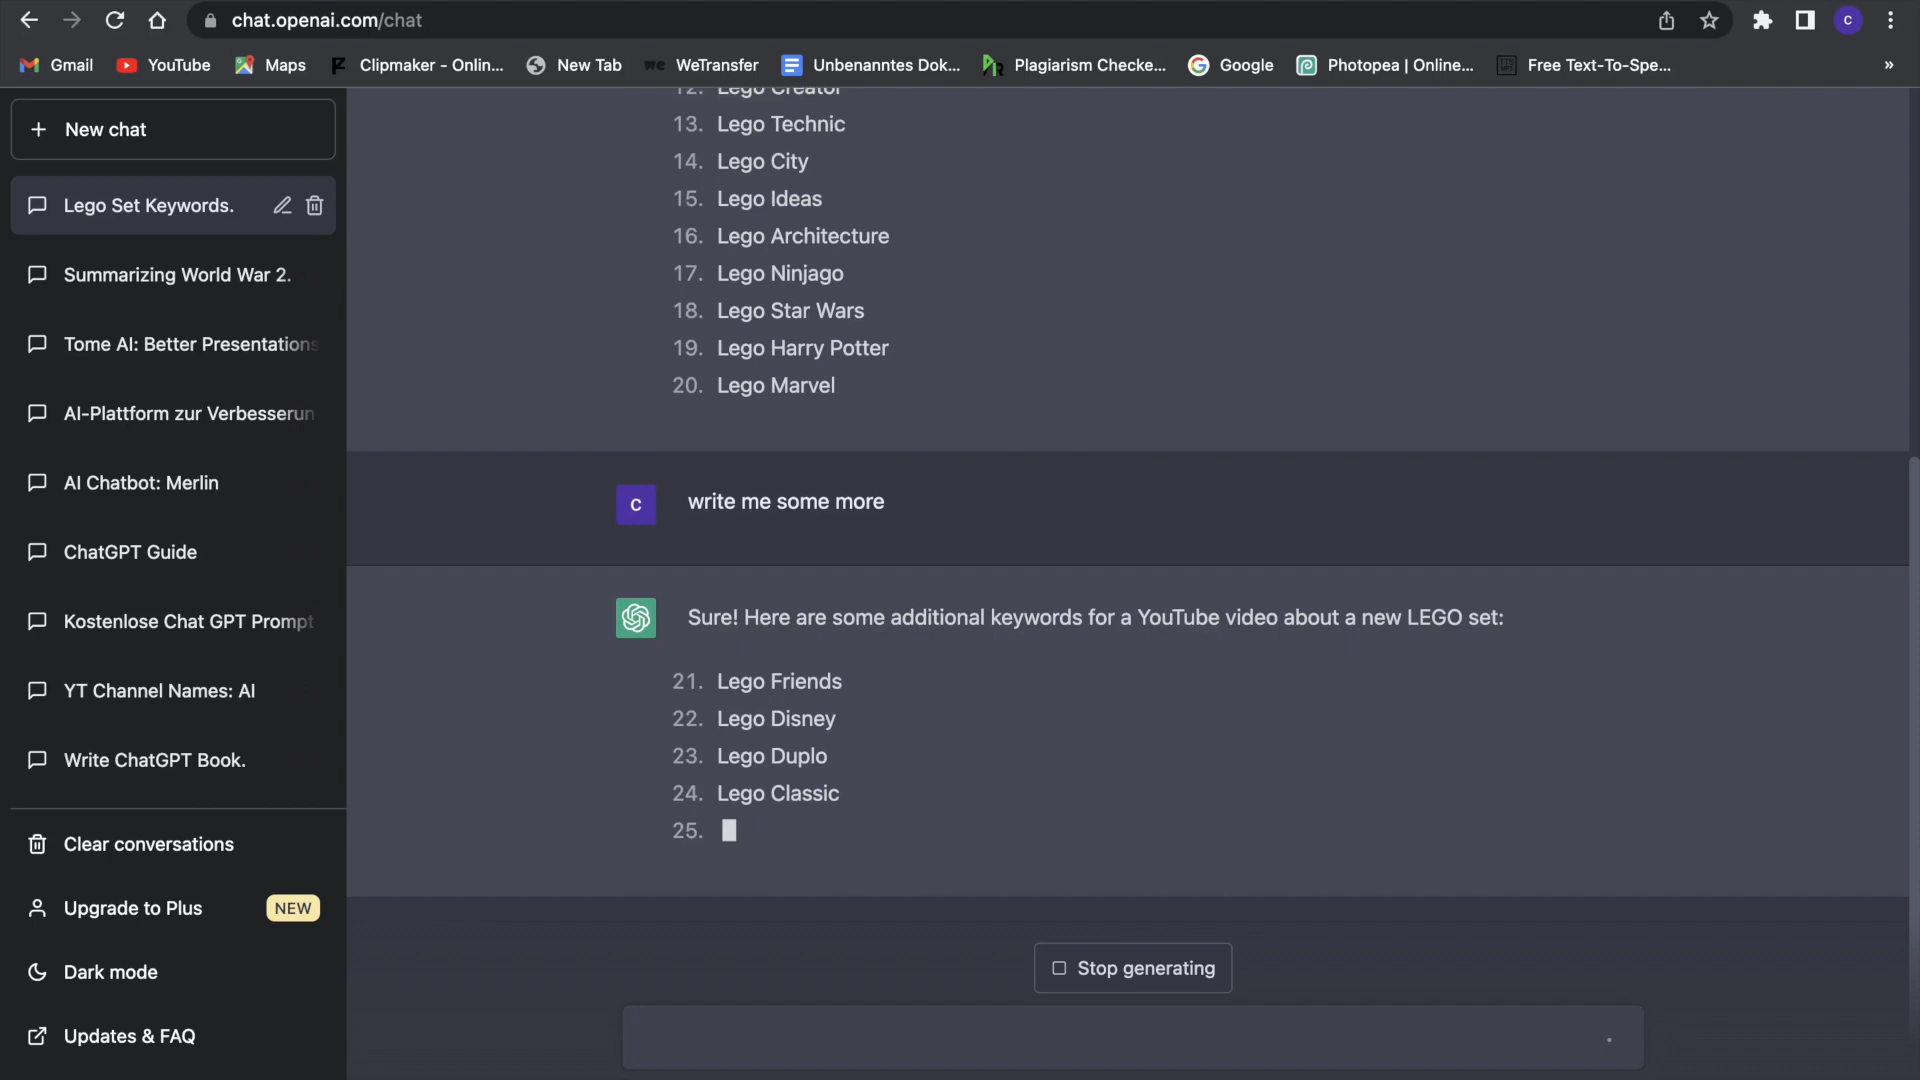 chat.openai.com/chat
C
Gmail
YouTube
Maps
Clipmaker - Onlin...
New Tab
we
WeTransfer
Unbenanntes Dok...
Plagiarism Checke...
Google
Photopea | Online...
Free Text-To-Spe...
»
New chat
Lego Set Keywords.
Summarizing World War 2.
Tome AI: Better Presentations
AI-Plattform zur Verbesserun
AI Chatbot: Merlin
ChatGPT Guide
Kostenlose Chat GPT Prompt
YT Channel Names: AI
Write ChatGPT Book.
Clear conversations
Upgrade to Plus NEW
Dark mode
Updates & FAQ
12. Lego Creator
13. Lego Technic
14. Lego City
15. Lego Ideas
16. Lego Architecture
17. Lego Ninjago
18. Lego Star Wars
19. Lego Harry Potter
20. Lego Marvel
C write me some more
Sure! Here are some additional keywords for a YouTube video about a new LEGO set:
21. Lego Friends
22. Lego Disney
23. Lego Duplo
24. Lego Classic
25.
Stop generating